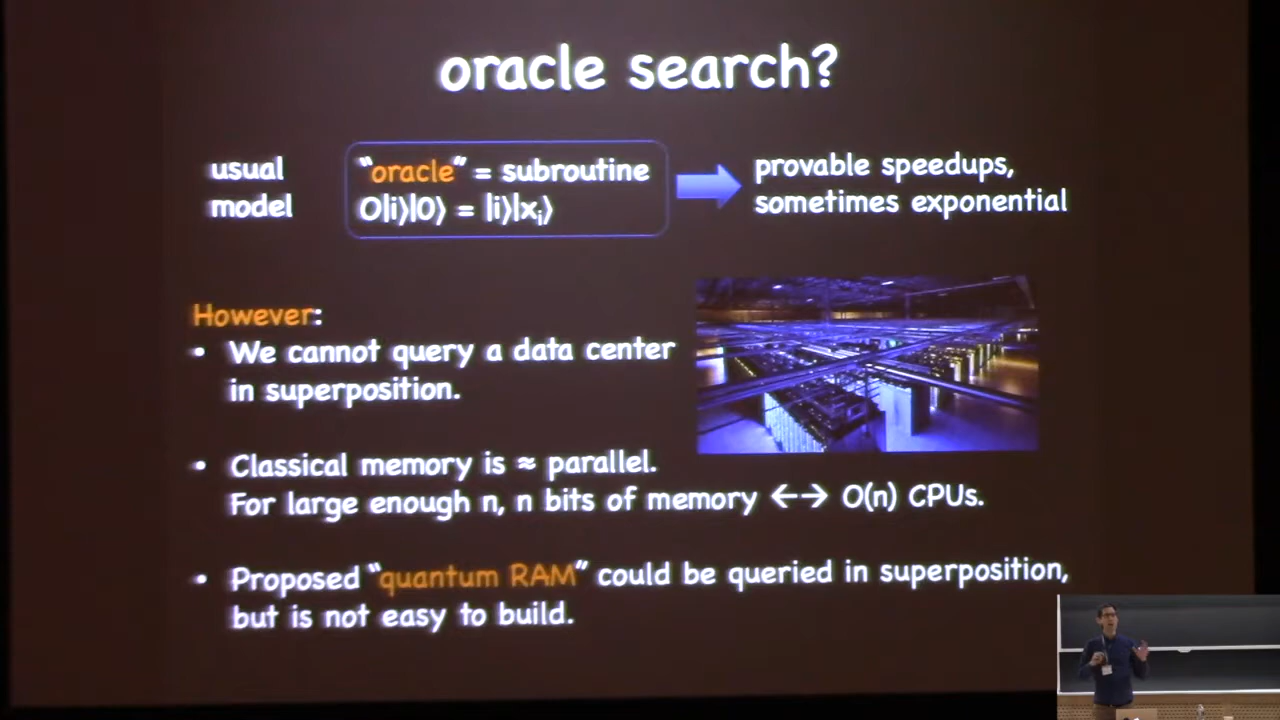 oracle search?
usual
model
“oracle” = subroutine
O|i⟩|0⟩ = |i⟩|xᵢ⟩
provable speedups,
sometimes exponential
However:
• We cannot query a data center
in superposition.
• Classical memory is ≈ parallel.
For large enough n, n bits of memory ←→ O(n) CPUs.
• Proposed “quantum RAM” could be queried in superposition,
but is not easy to build.